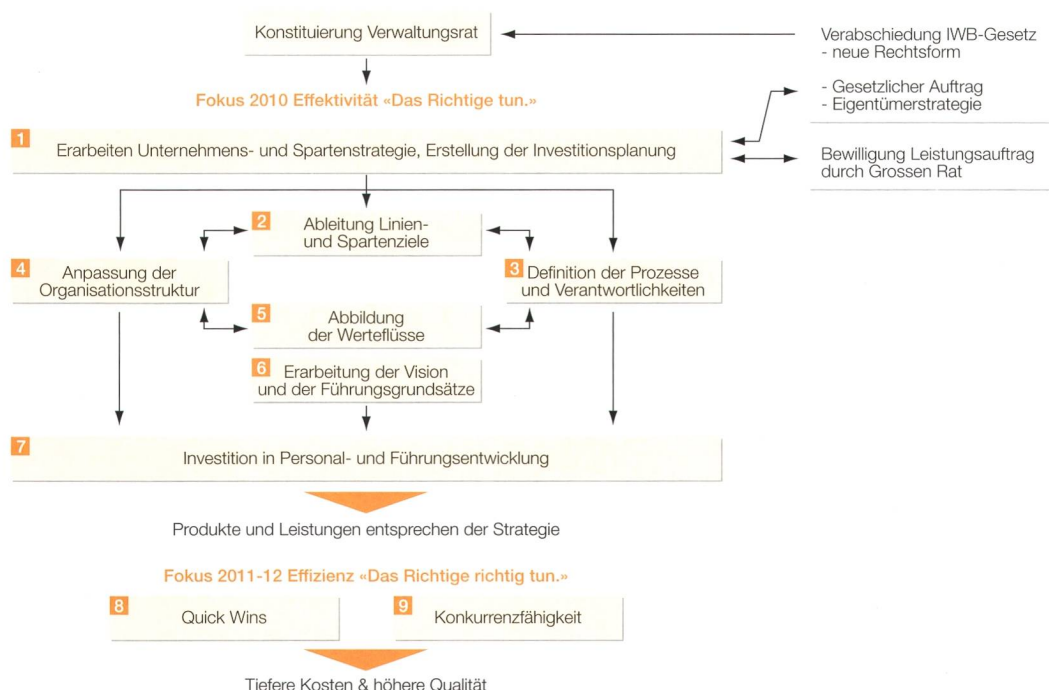 Konstituierung Verwaltungsrat
Verabschiedung IWB-Gesetz
- neue Rechtsform
Fokus 2010 Effektivität «Das Richtige tun.»
- Gesetzlicher Auftrag
- Eigentümerstrategie
1
Erarbeiten Unternehmens- und Spartenstrategie, Erstellung der Investitionsplanung
Bewilligung Leistungsauftrag
durch Grossen Rat
2
Ableitung Linien-
und Spartenziele
4
Anpassung der
Organisationsstruktur
3
Definition der Prozesse
und Verantwortlichkeiten
5
Abbildung
der Werteflüsse
6
Erarbeitung der Vision
und der Führungsgrundsätze
7
Investition in Personal- und Führungsentwicklung
Produkte und Leistungen entsprechen der Strategie
Fokus 2011-12 Effizienz «Das Richtige richtig tun.»
8
Quick Wins
9
Konkurrenzfähigkeit
Tiefere Kosten & höhere Qualität